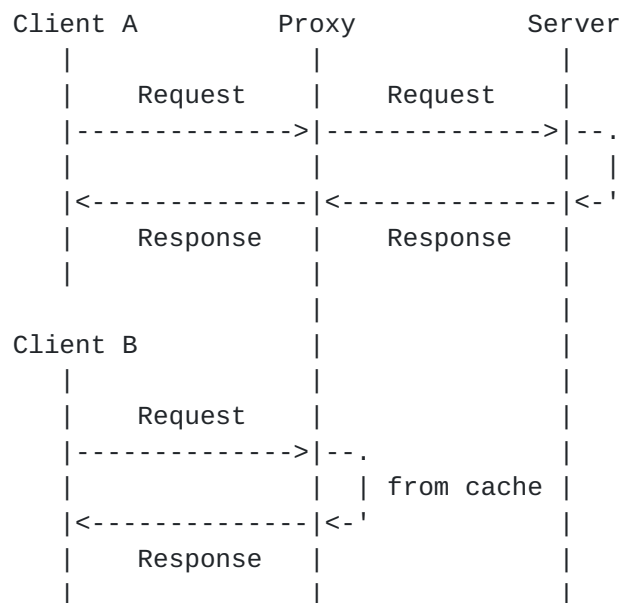 Client A Proxy Server
Request Request
Response Response
Client B
Request
from cache
Response